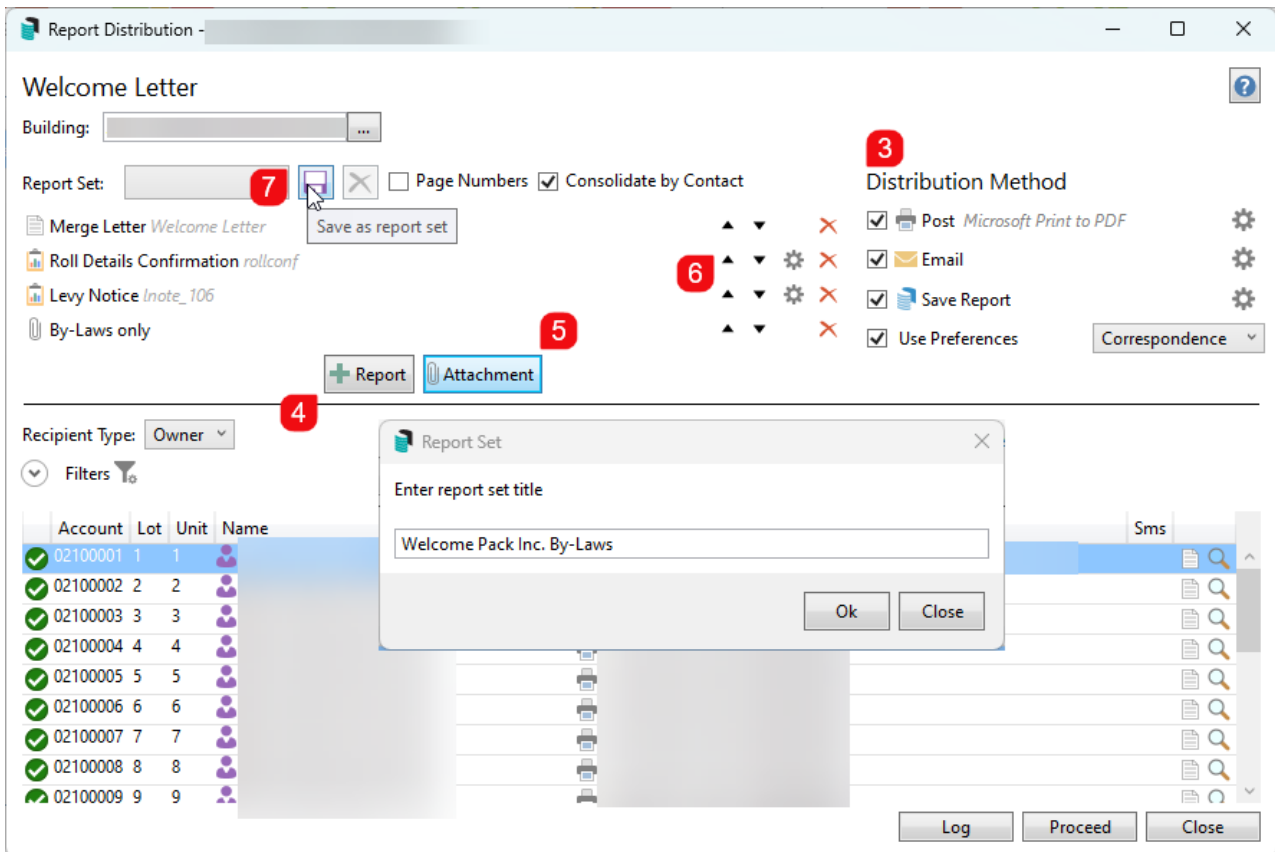 Report Distribution -
Welcome Letter
Building:
...
3
7
Report Set:
Page Numbers
Consolidate by Contact
Distribution Method
Save as report set
Merge Letter Welcome Letter
Post Microsoft Print to PDF
Roll Details Confirmation rollconf
6
Email
Levy Notice lnote_106
Save Report
By-Laws only
5
Use Preferences
Correspondence
Report
Attachment
4
Recipient Type: Owner
Filters
Report Set
Enter report set title
Welcome Pack Inc. By-Laws
Ok
Close
Account Lot Unit Name
Sms
02100001 1 1
02100002 2 2
02100003 3 3
02100004 4 4
02100005 5 5
02100006 6 6
02100007 7 7
02100008 8 8
02100009 9 9
Log
Proceed
Close